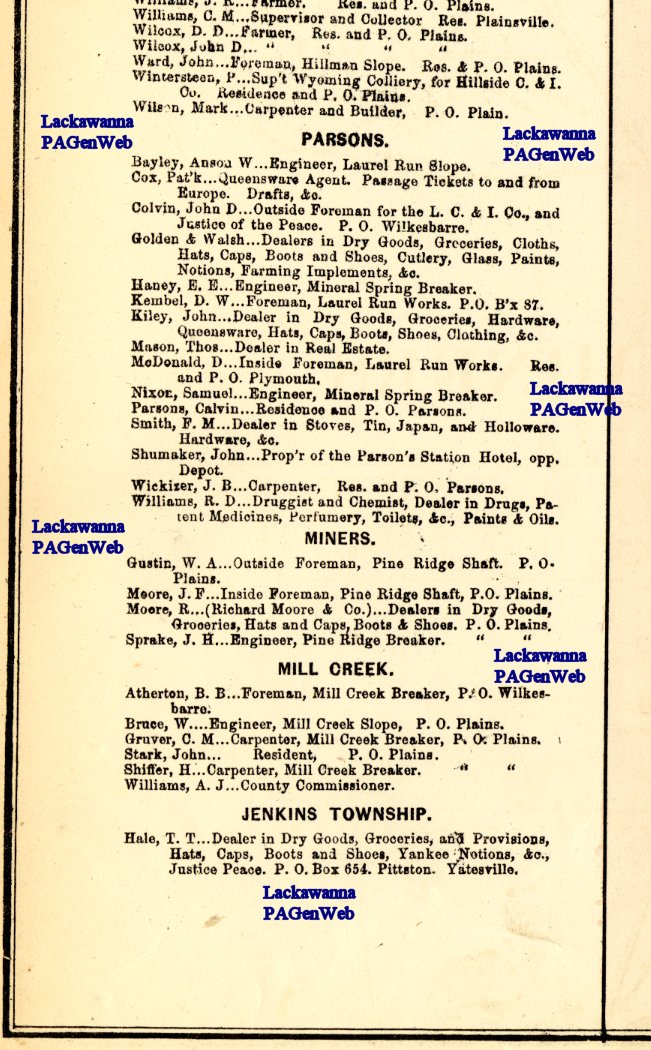 Williams, J. R...Farmer. Res. and P. O. Plains.
Williams, C. M...Supervisor and Collector Res. Plainsville.
Wilcox, D. D...Farmer, Res. and P. O. Plains.
Wilcox, John D... " " " "
Ward, John...Foreman, Hillman Slope. Res. & P. O. Plains.
Wintersteen, P...Sup't Wyoming Colliery, for Hillside C. & I.
Co. Residence and P. O. Plains.
Wilson, Mark...Carpenter and Builder, P. O. Plain.
Lackawanna
PAGenWeb
PARSONS.
Lackawanna
PAGenWeb
Bayley, Anson W...Engineer, Laurel Run Slope.
Cox, Pat'k...Queensware Agent. Passage Tickets to and from
Europe. Drafts, &c.
Colvin, John D...Outside Foreman for the L. C. & I. Co., and
Justice of the Peace. P. O. Wilkesbarre.
Golden & Walsh...Dealers in Dry Goods, Groceries, Cloths,
Hats, Caps, Boots and Shoes, Cutlery, Glass, Paints,
Notions, Farming Implements, &c.
Haney, E. E...Engineer, Mineral Spring Breaker.
Kembel, D. W...Foreman, Laurel Run Works. P.O. B'x 87.
Kiley, John...Dealer in Dry Goods, Groceries, Hardware,
Queensware, Hats, Caps, Boots, Shoes, Clothing, &c.
Mason, Thos...Dealer in Real Estate.
McDonald, D...Inside Foreman, Laurel Run Works. Res.
and P. O. Plymouth.
Nixon, Samuel...Engineer, Mineral Spring Breaker.
Lackawanna
PAGenWeb
Parsons, Calvin...Residence and P. O. Parsons.
Smith, F. M...Dealer in Stoves, Tin, Japan, and Holloware.
Hardware, &c.
Shumaker, John...Prop'r of the Parson's Station Hotel, opp.
Depot.
Wickizer, J. B...Carpenter, Res. and P. O. Parsons.
Williams, R. D...Druggist and Chemist, Dealer in Drugs, Pa-
tent Medicines, Perfumery, Toilets, &c., Paints & Oils.
Lackawanna
PAGenWeb
MINERS.
Gustin, W. A...Outside Foreman, Pine Ridge Shaft. P. O.
Plains.
Moore, J. F...Inside Foreman, Pine Ridge Shaft, P.O. Plains.
Moore, R...(Richard Moore & Co.)...Dealers in Dry Goods,
Groceries, Hats and Caps, Boots & Shoes. P. O. Plains.
Sprake, J. H...Engineer, Pine Ridge Breaker. " "
Lackawanna
PAGenWeb
MILL CREEK.
Atherton, B. B...Foreman, Mill Creek Breaker, P. O. Wilkes-
barre.
Bruce, W....Engineer, Mill Creek Slope, P. O. Plains.
Gruver, C. M...Carpenter, Mill Creek Breaker, P. O. Plains.
Stark, John... Resident, P. O. Plains.
Shiffer, H...Carpenter, Mill Creek Breaker. " "
Williams, A. J...County Commissioner.
JENKINS TOWNSHIP.
Hale, T. T...Dealer in Dry Goods, Groceries, and Provisions,
Hats, Caps, Boots and Shoes, Yankee Notions, &c.,
Justice Peace. P. O. Box 654. Pittston. Yatesville.
Lackawanna
PAGenWeb